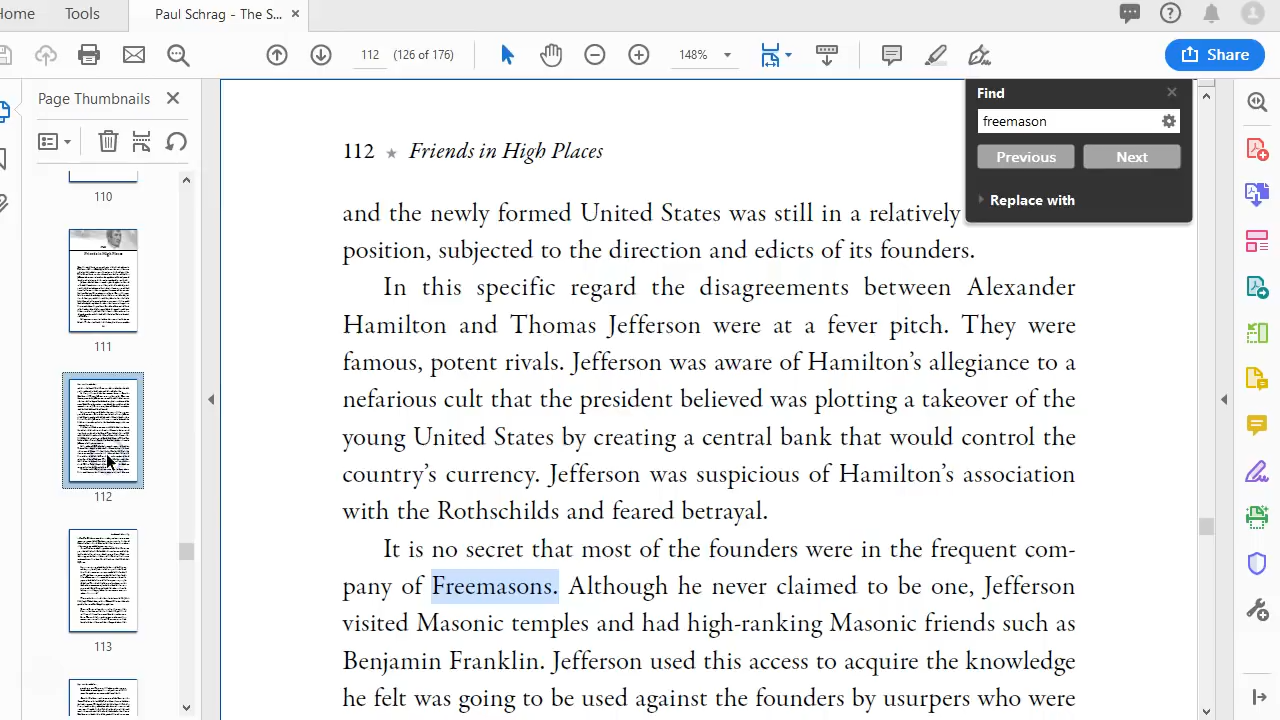 Home
Tools
Paul Schrag - The S...
112
(126 of 176)
148%
Share
Page Thumbnails
110
111
112
113
Find
freemason
Previous
Next
Replace with
112 ★ Friends in High Places
and the newly formed United States was still in a relatively
position, subjected to the direction and edicts of its founders.
In this specific regard the disagreements between Alexander
Hamilton and Thomas Jefferson were at a fever pitch. They were
famous, potent rivals. Jefferson was aware of Hamilton's allegiance to a
nefarious cult that the president believed was plotting a takeover of the
young United States by creating a central bank that would control the
country's currency. Jefferson was suspicious of Hamilton's association
with the Rothschilds and feared betrayal.
It is no secret that most of the founders were in the frequent com-
pany of Freemasons. Although he never claimed to be one, Jefferson
visited Masonic temples and had high-ranking Masonic friends such as
Benjamin Franklin. Jefferson used this access to acquire the knowledge
he felt was going to be used against the founders by usurpers who were